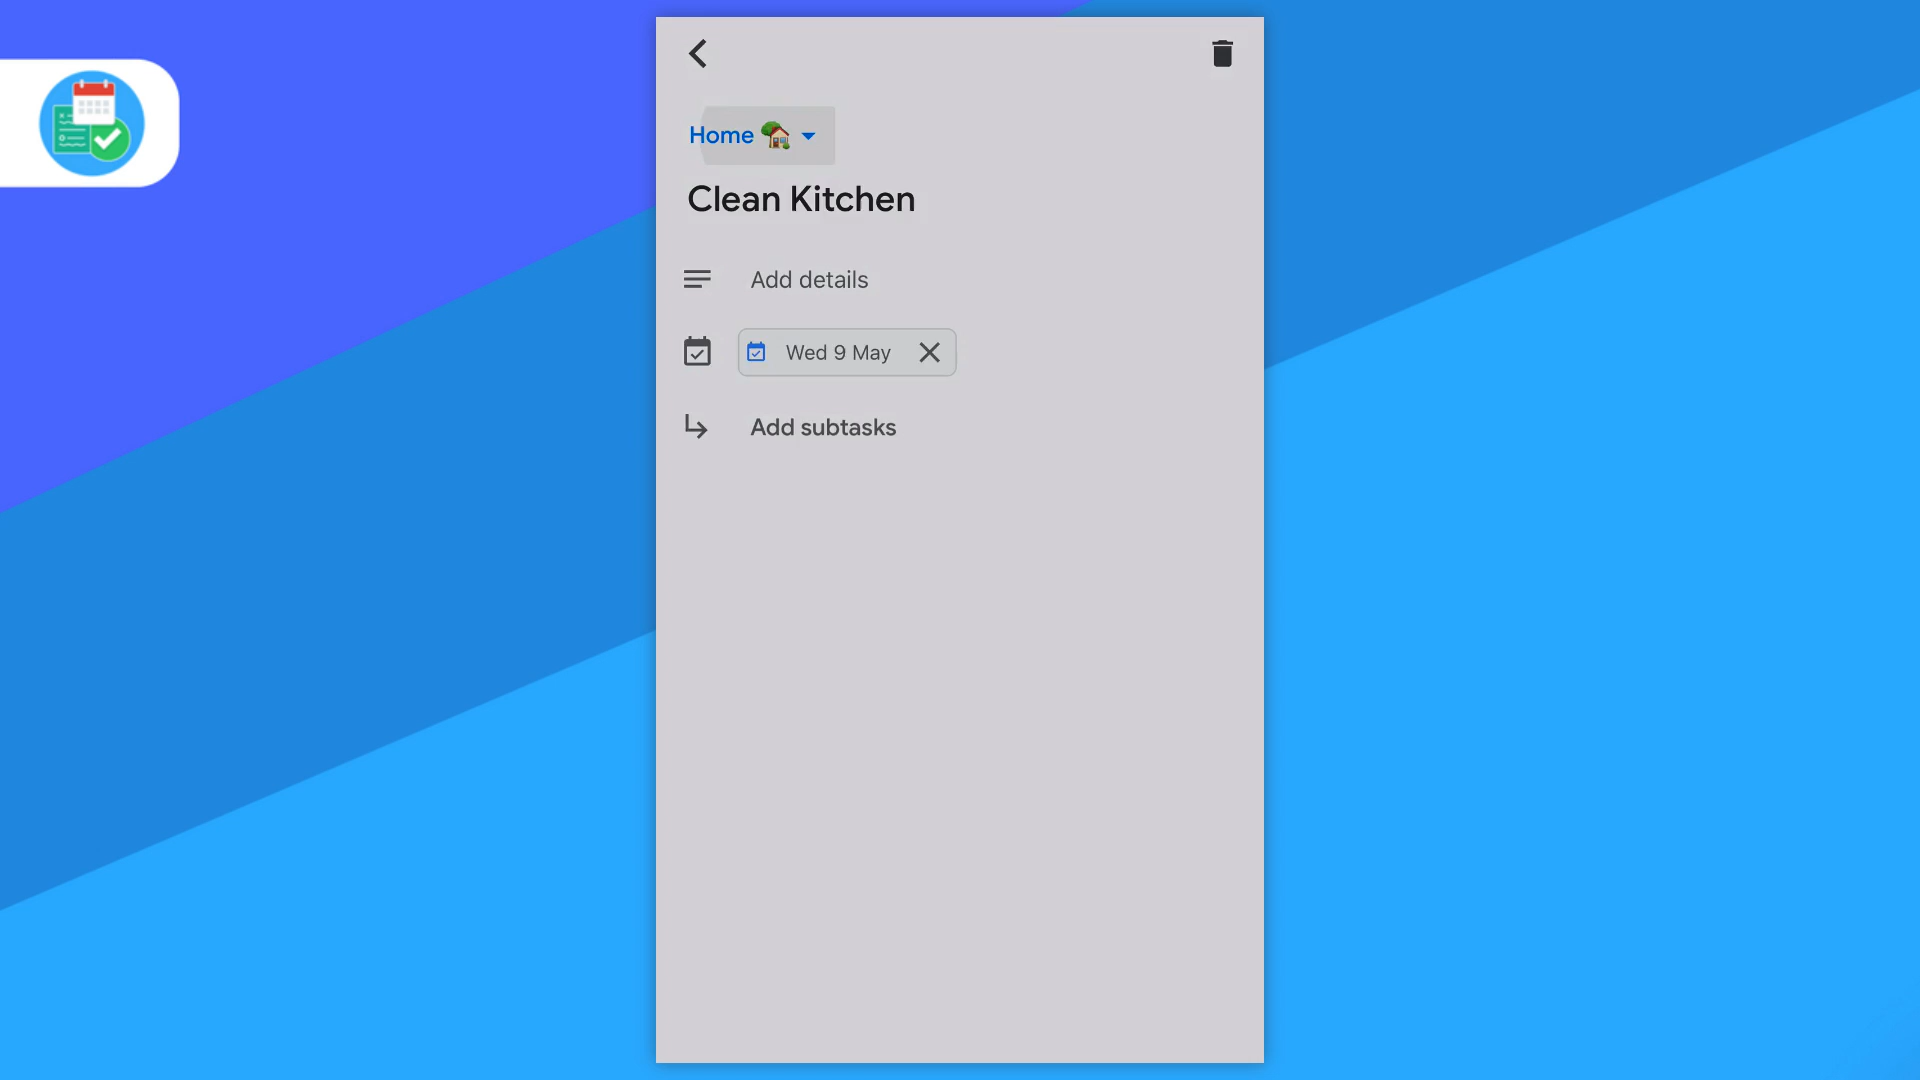 Home 🏡
Clean Kitchen
Add details
Wed 9 May
Add subtasks